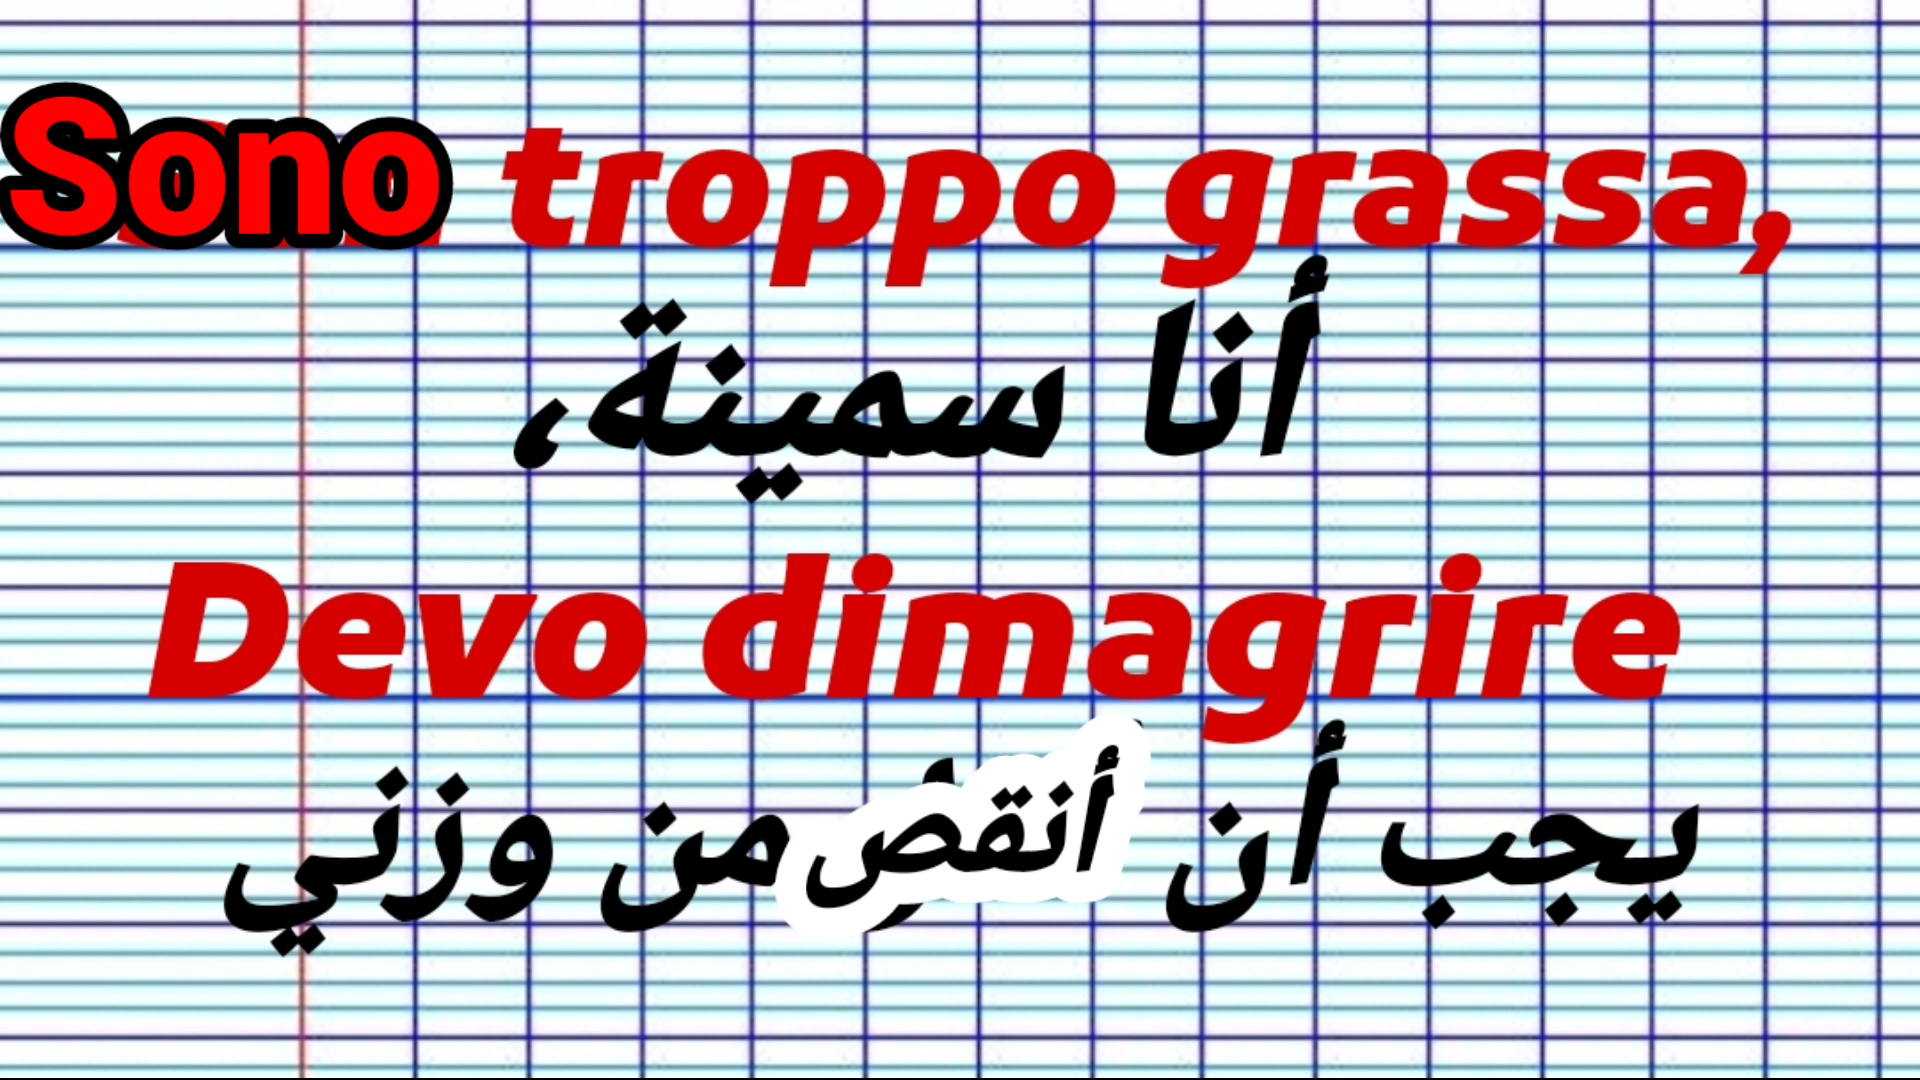 Sono troppo grassa,
أنا سمينة،
Devo dimagrire
يجب أن أنقص من وزني